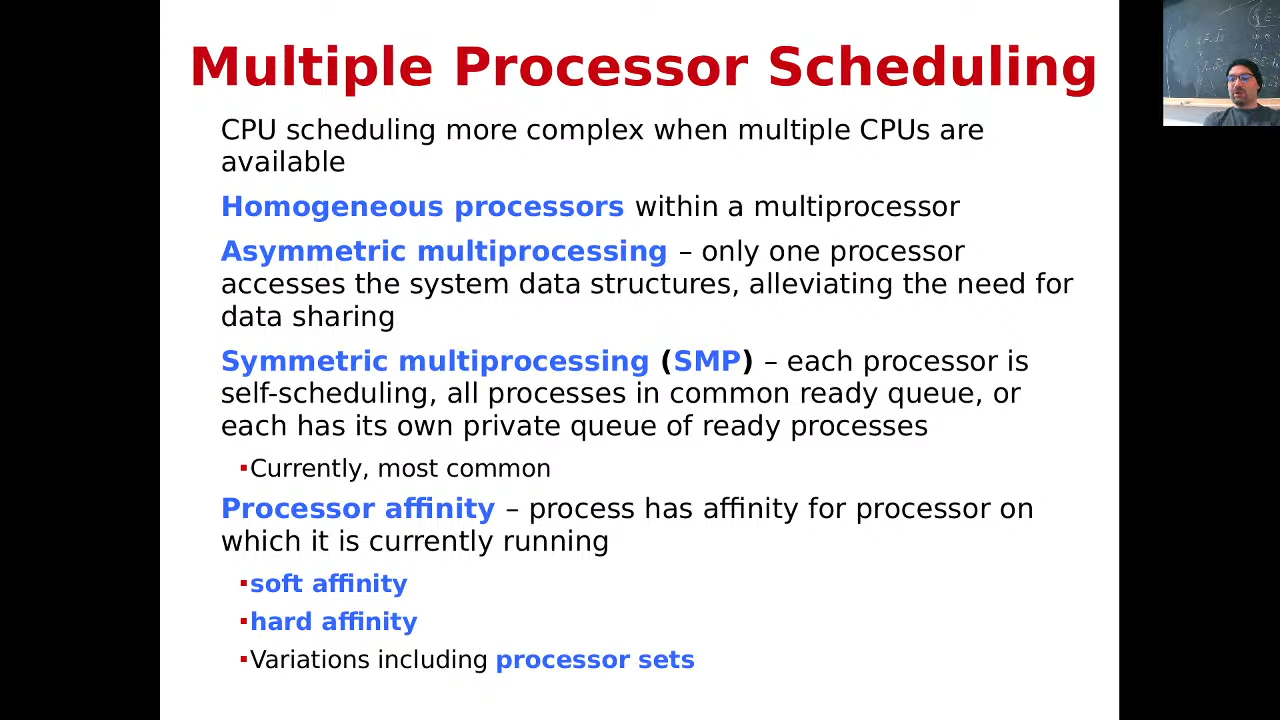 Multiple Processor Scheduling
CPU scheduling more complex when multiple CPUs are
available
Homogeneous processors within a multiprocessor
Asymmetric multiprocessing – only one processor
accesses the system data structures, alleviating the need for
data sharing
Symmetric multiprocessing (SMP) – each processor is
self-scheduling, all processes in common ready queue, or
each has its own private queue of ready processes
▪Currently, most common
Processor affinity – process has affinity for processor on
which it is currently running
▪soft affinity
▪hard affinity
▪Variations including processor sets